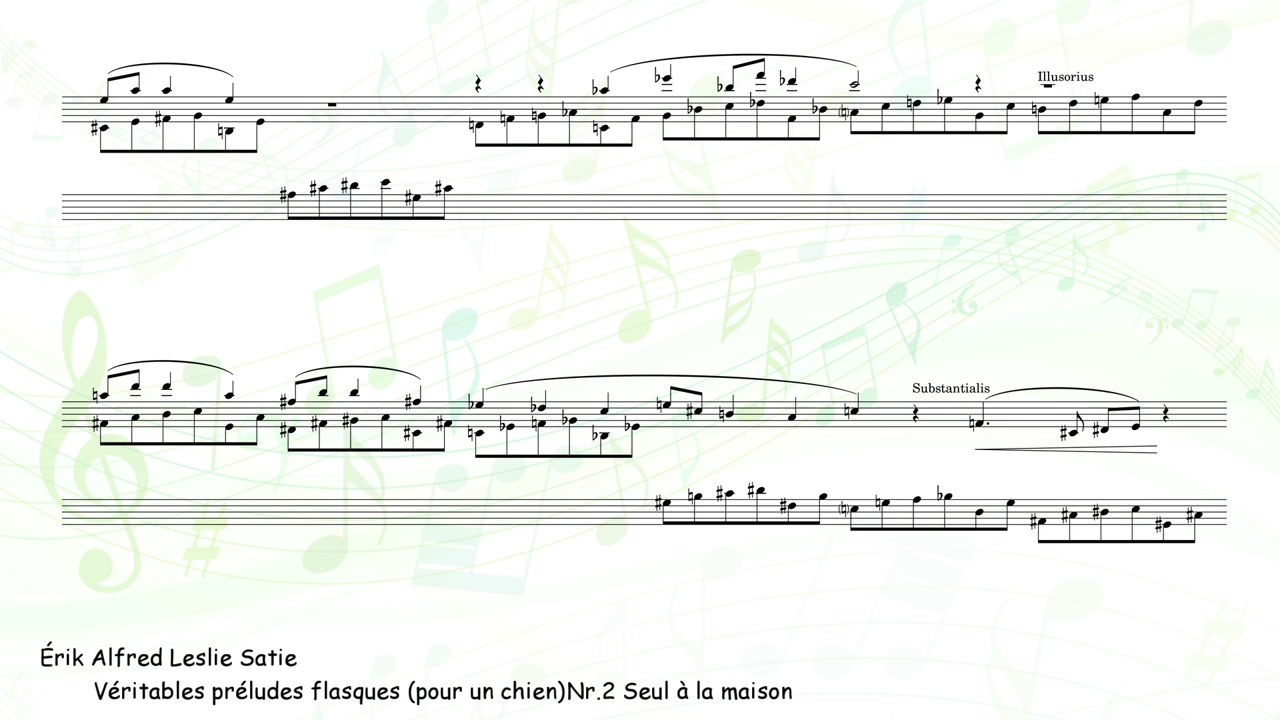 Illusorius
Substantialis
Érik Alfred Leslie Satie
Véritables préludes flasques (pour un chien)Nr.2 Seul à la maison